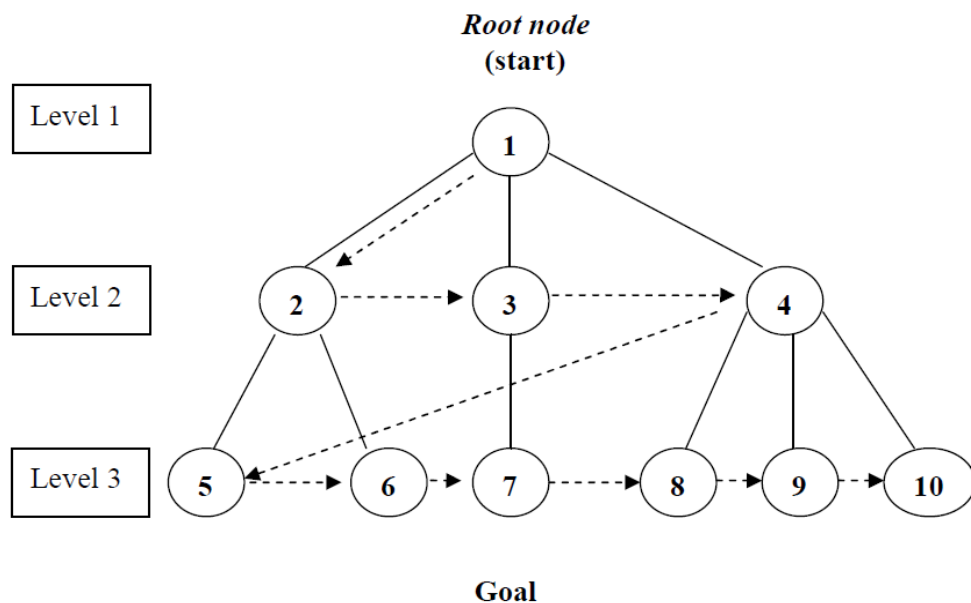 Root node
(start)
Level 1
1
Level 2
2 3 4
Level 3
5 6 7 8 9 10
Goal